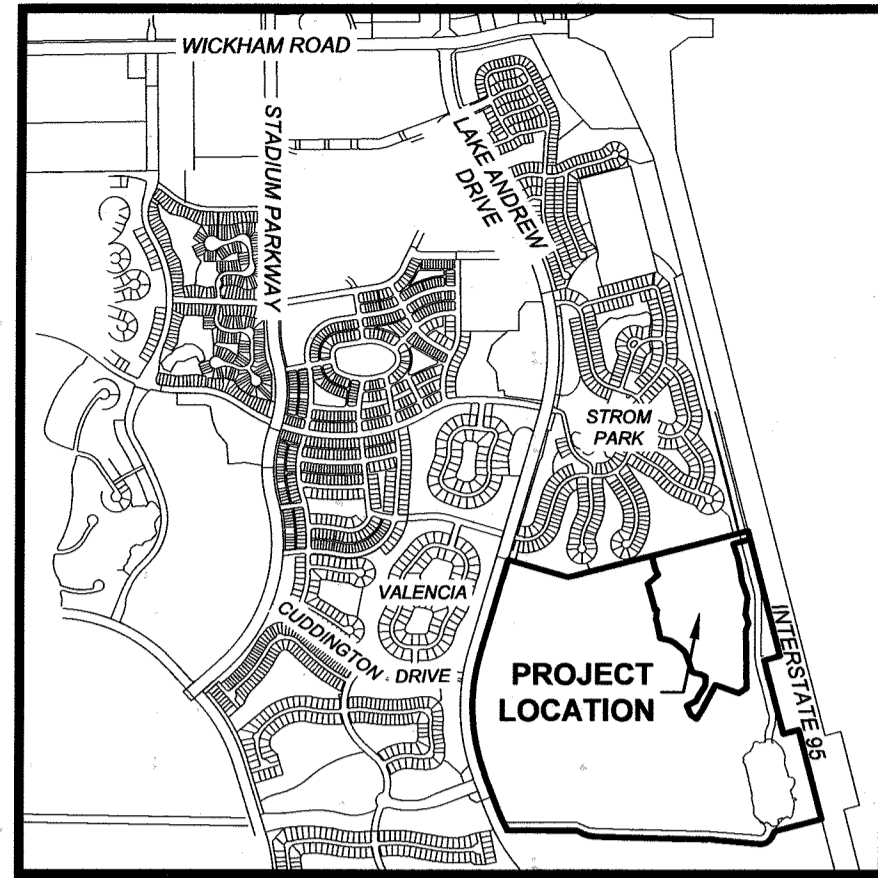 WICKHAM ROAD
STADIUM PARKWAY
LAKE ANDREW
DRIVE
STROM
PARK
VALENCIA
CUDDINGTON DRIVE
PROJECT
LOCATION
INTERSTATE 95